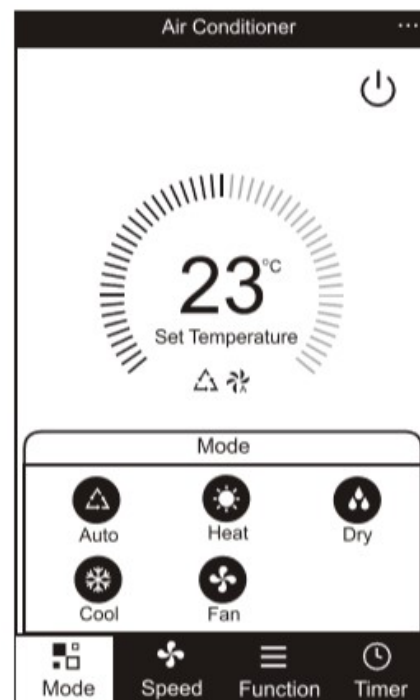 Air Conditioner
23°C
Set Temperature
A
Mode
Auto Heat Dry
Cool Fan
Mode Speed Function Timer